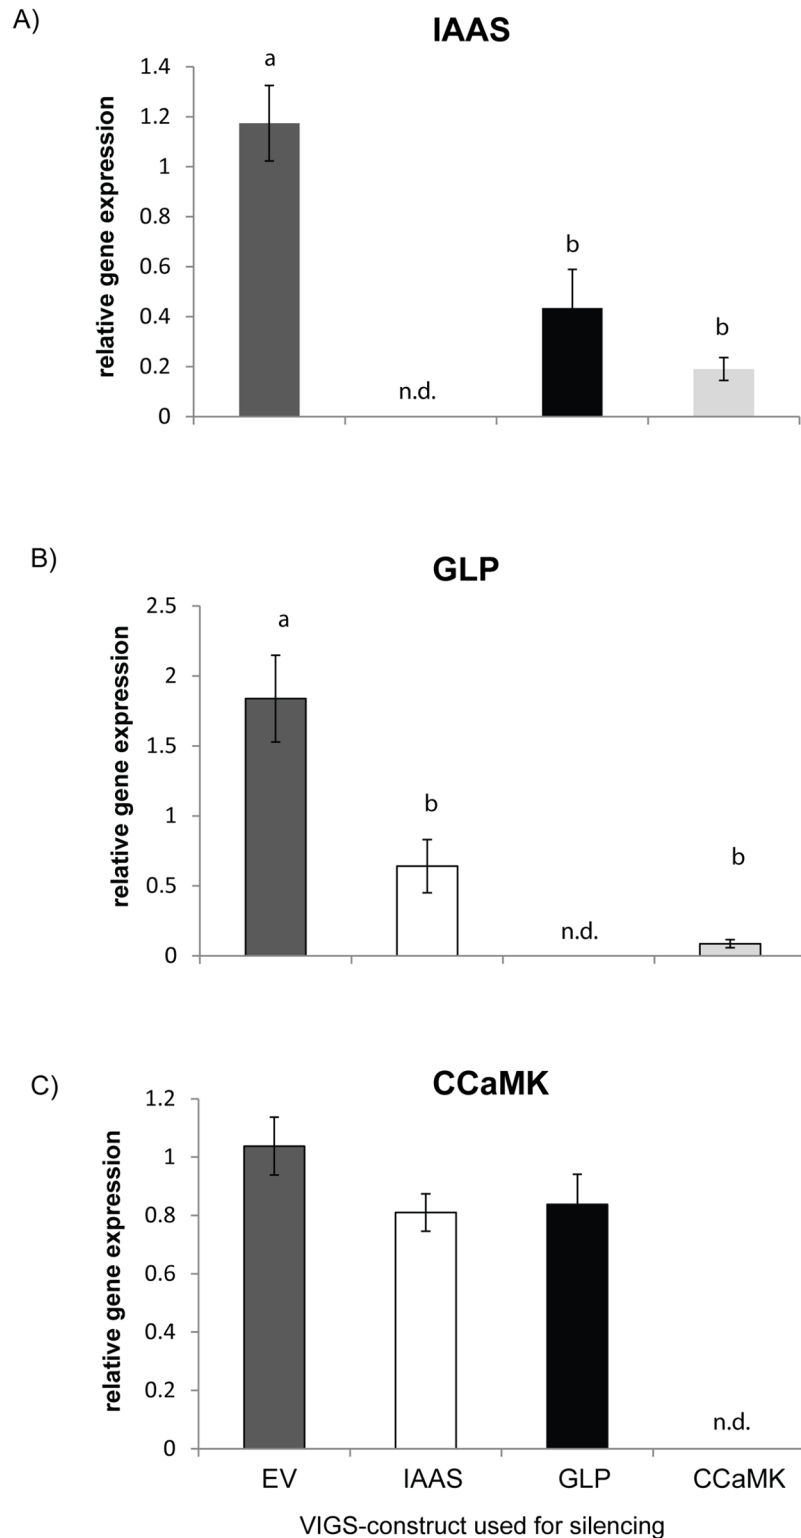 A)
IAAS
relative gene expression
1.4
1.2
1
0.8
0.6
0.4
0.2
0
a
n.d.
b
b
B)
GLP
relative gene expression
2.5
2
1.5
1
0.5
0
a
b
n.d.
b
C)
CCaMK
relative gene expression
1.2
1
0.8
0.6
0.4
0.2
0
n.d.
EV IAAS GLP CCaMK
VIGS-construct used for silencing